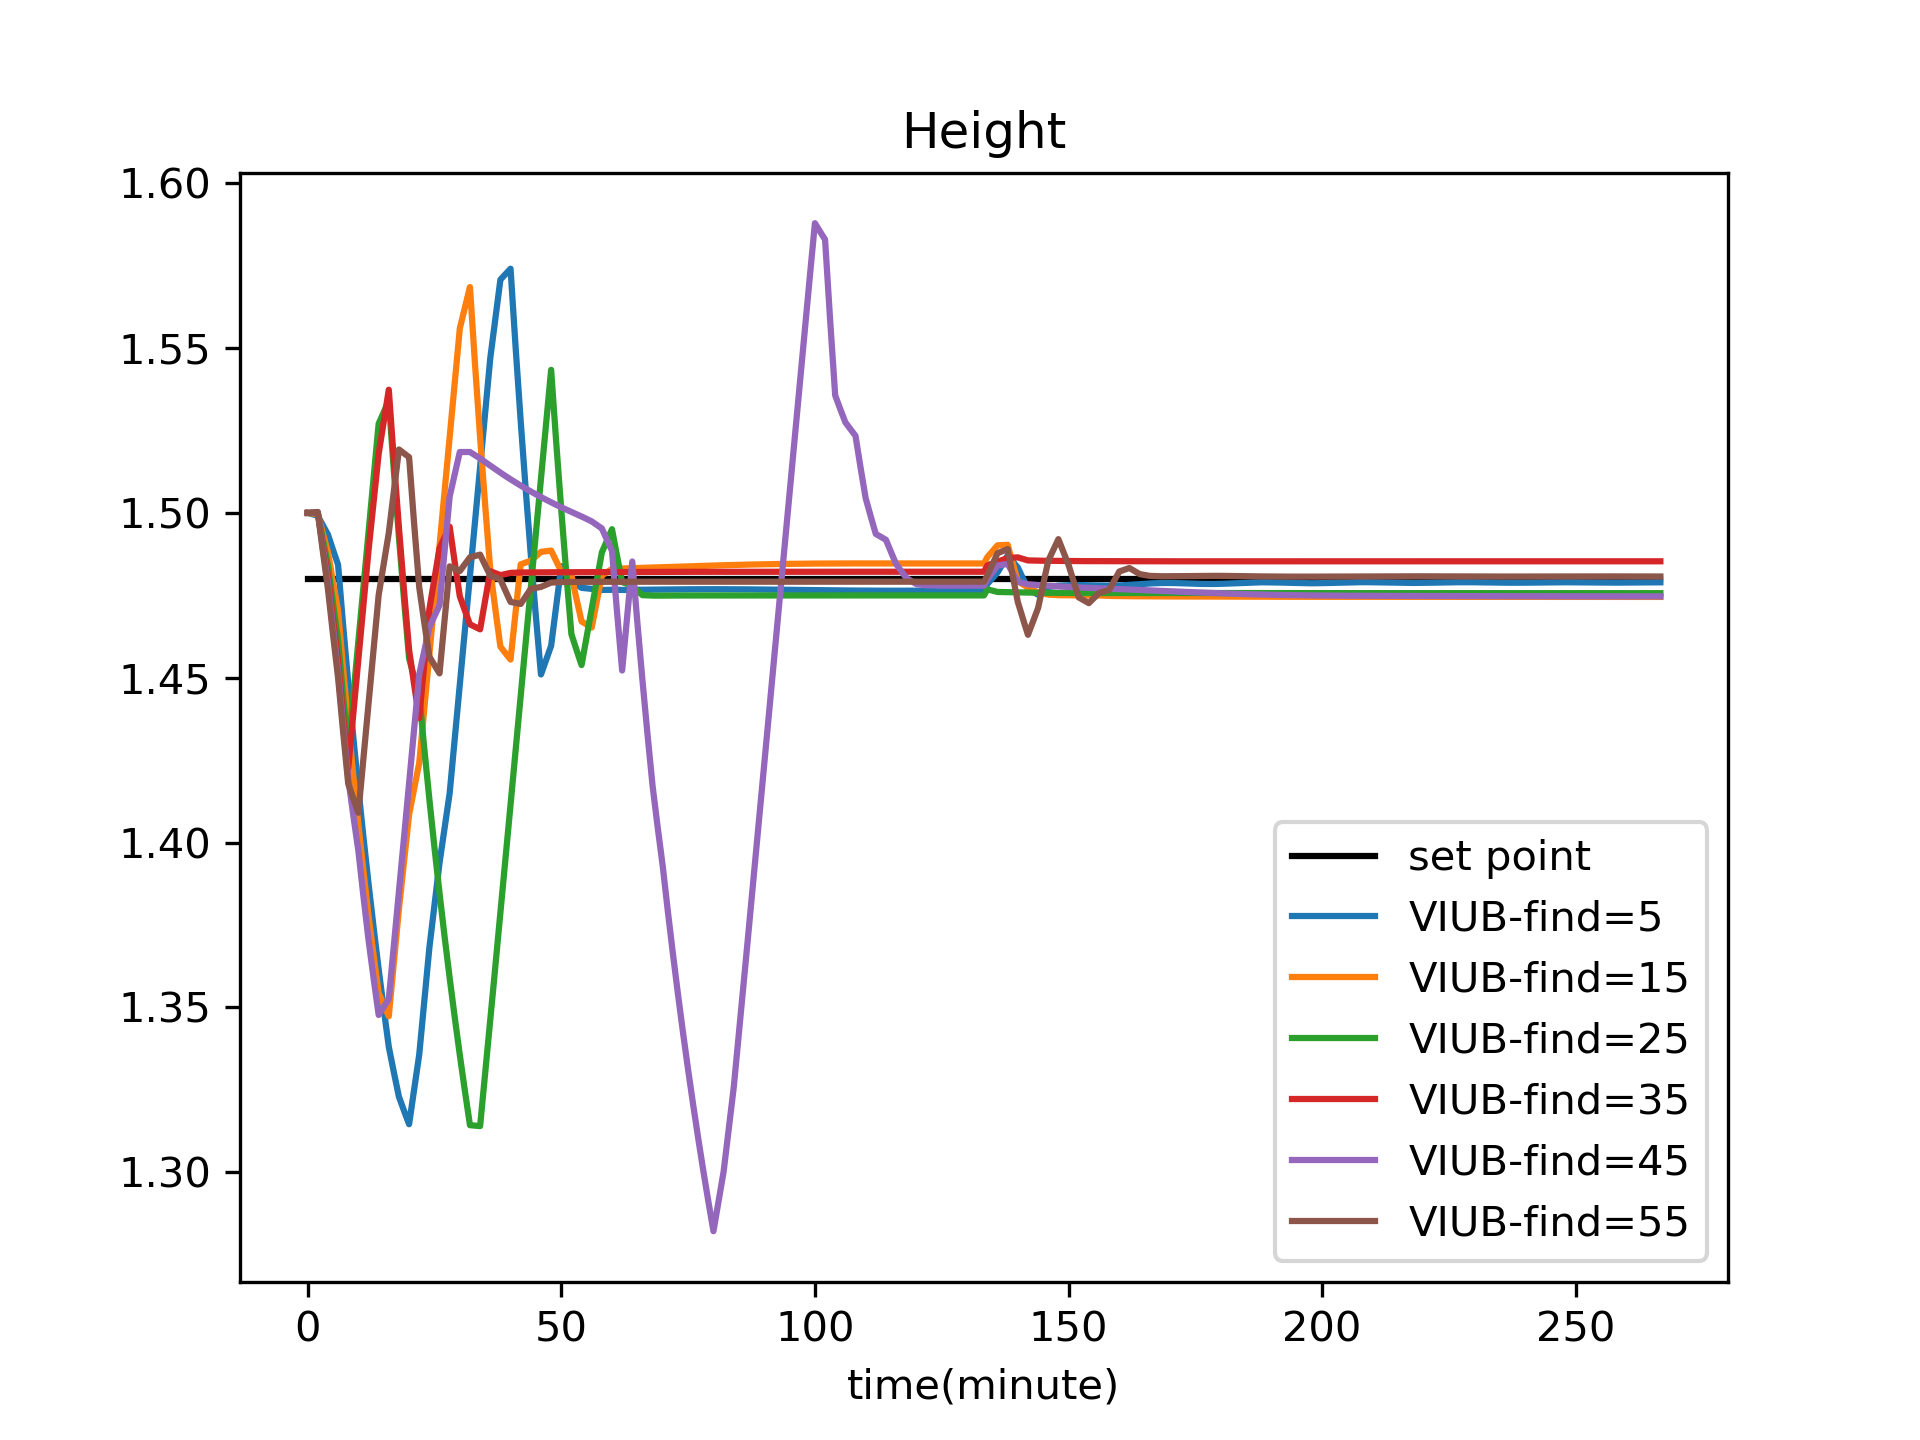 Height
1.60
1.55
1.50
1.45
1.40
1.35
1.30
set point
VIUB-find=5
VIUB-find=15
VIUB-find=25
VIUB-find=35
VIUB-find=45
VIUB-find=55
0 50 100 150 200 250
time(minute)